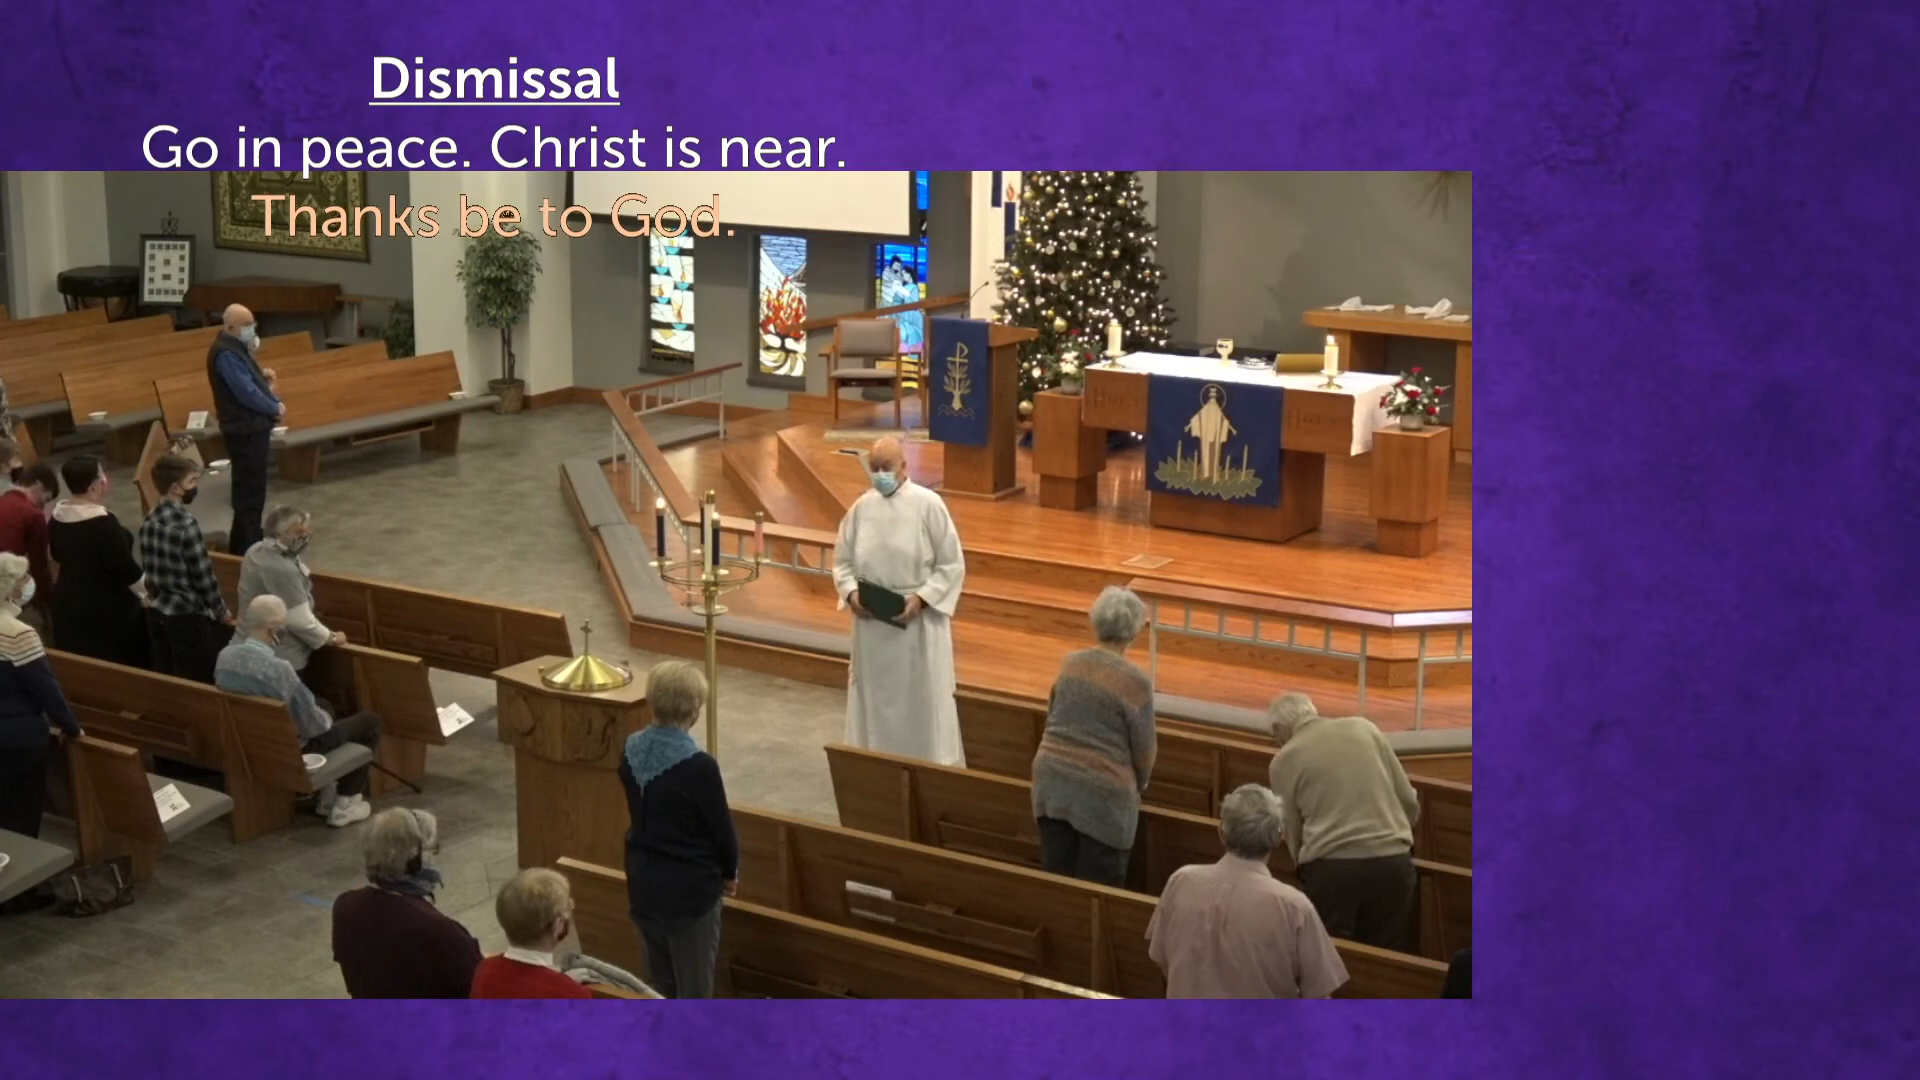 Dismissal
Go in peace. Christ is near.
Thanks be to God.